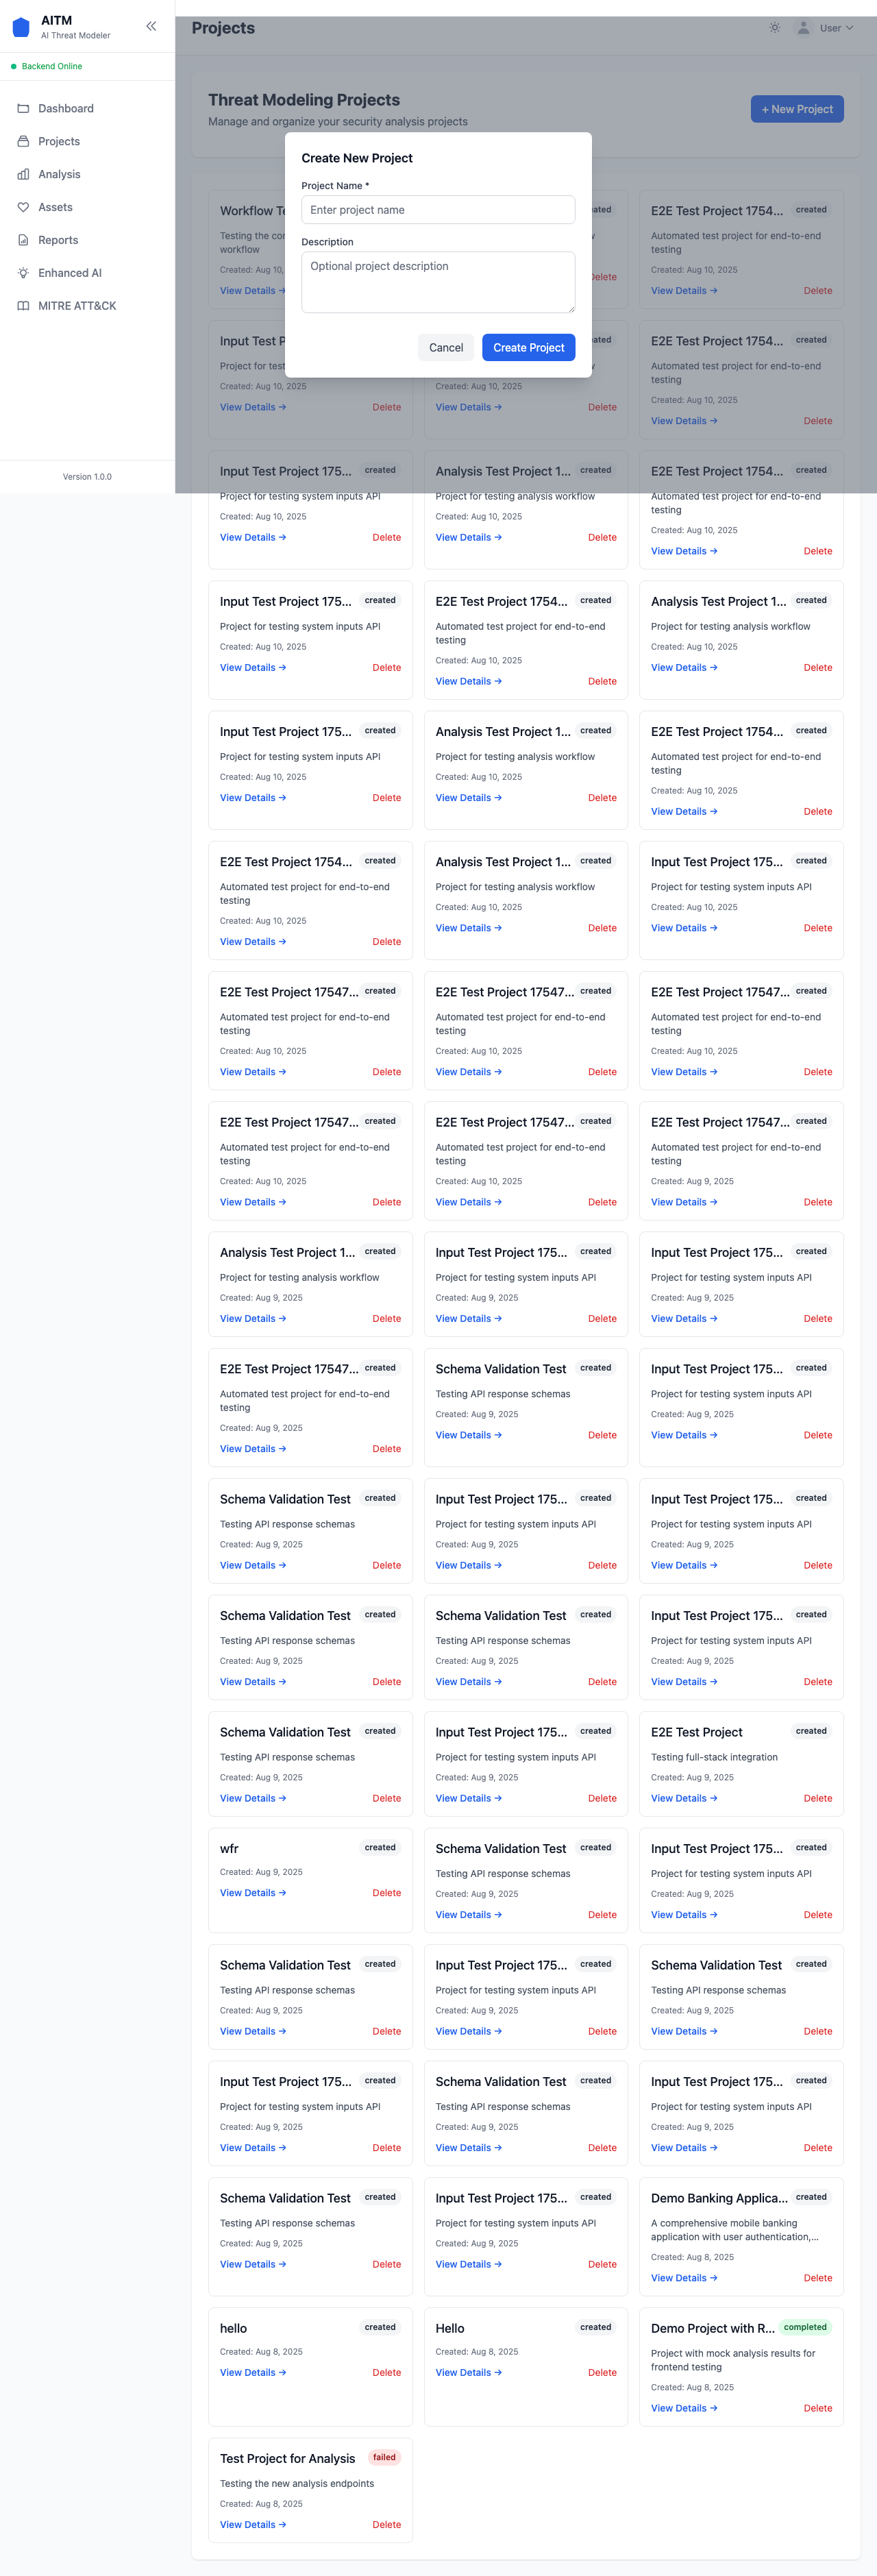 AITM
AI Threat Modeler
Backend Online
Dashboard
Projects
Analysis
Assets
Reports
Enhanced AI
MITRE ATT&CK
Version 1.0.0
Projects
User
Threat Modeling Projects
Manage and organize your security analysis projects
+ New Project
Create New Project
Project Name *
Enter project name
Description
Optional project description
Cancel
Create Project
Workflow Te
Testing the cor
workflow
Created: Aug 10,
View Details →
E2E Test Project 1754... created
Automated test project for end-to-end
testing
Created: Aug 10, 2025
View Details → Delete
Input Test P
Project for test
Created: Aug 10, 2025
View Details → Delete
Created: Aug 10, 2025
View Details → Delete
E2E Test Project 1754... created
Automated test project for end-to-end
testing
Created: Aug 10, 2025
View Details → Delete
Input Test Project 175... created
Project for testing system inputs API
Created: Aug 10, 2025
View Details → Delete
Analysis Test Project 1... created
Project for testing analysis workflow
Created: Aug 10, 2025
View Details → Delete
E2E Test Project 1754... created
Automated test project for end-to-end
testing
Created: Aug 10, 2025
View Details → Delete
Input Test Project 175... created
Project for testing system inputs API
Created: Aug 10, 2025
View Details → Delete
E2E Test Project 1754... created
Automated test project for end-to-end
testing
Created: Aug 10, 2025
View Details → Delete
Analysis Test Project 1... created
Project for testing analysis workflow
Created: Aug 10, 2025
View Details → Delete
Input Test Project 175... created
Project for testing system inputs API
Created: Aug 10, 2025
View Details → Delete
Analysis Test Project 1... created
Project for testing analysis workflow
Created: Aug 10, 2025
View Details → Delete
E2E Test Project 1754... created
Automated test project for end-to-end
testing
Created: Aug 10, 2025
View Details → Delete
E2E Test Project 1754... created
Automated test project for end-to-end
testing
Created: Aug 10, 2025
View Details → Delete
Analysis Test Project 1... created
Project for testing analysis workflow
Created: Aug 10, 2025
View Details → Delete
Input Test Project 175... created
Project for testing system inputs API
Created: Aug 10, 2025
View Details → Delete
E2E Test Project 17547... created
Automated test project for end-to-end
testing
Created: Aug 10, 2025
View Details → Delete
E2E Test Project 17547... created
Automated test project for end-to-end
testing
Created: Aug 10, 2025
View Details → Delete
E2E Test Project 17547... created
Automated test project for end-to-end
testing
Created: Aug 10, 2025
View Details → Delete
E2E Test Project 17547... created
Automated test project for end-to-end
testing
Created: Aug 10, 2025
View Details → Delete
E2E Test Project 17547... created
Automated test project for end-to-end
testing
Created: Aug 10, 2025
View Details → Delete
E2E Test Project 17547... created
Automated test project for end-to-end
testing
Created: Aug 9, 2025
View Details → Delete
Analysis Test Project 1... created
Project for testing analysis workflow
Created: Aug 9, 2025
View Details → Delete
Input Test Project 175... created
Project for testing system inputs API
Created: Aug 9, 2025
View Details → Delete
Input Test Project 175... created
Project for testing system inputs API
Created: Aug 9, 2025
View Details → Delete
E2E Test Project 17547... created
Automated test project for end-to-end
testing
Created: Aug 9, 2025
View Details → Delete
Schema Validation Test created
Testing API response schemas
Created: Aug 9, 2025
View Details → Delete
Input Test Project 175... created
Project for testing system inputs API
Created: Aug 9, 2025
View Details → Delete
Schema Validation Test created
Testing API response schemas
Created: Aug 9, 2025
View Details → Delete
Input Test Project 175... created
Project for testing system inputs API
Created: Aug 9, 2025
View Details → Delete
Input Test Project 175... created
Project for testing system inputs API
Created: Aug 9, 2025
View Details → Delete
Schema Validation Test created
Testing API response schemas
Created: Aug 9, 2025
View Details → Delete
Schema Validation Test created
Testing API response schemas
Created: Aug 9, 2025
View Details → Delete
Input Test Project 175... created
Project for testing system inputs API
Created: Aug 9, 2025
View Details → Delete
Schema Validation Test created
Testing API response schemas
Created: Aug 9, 2025
View Details → Delete
Input Test Project 175... created
Project for testing system inputs API
Created: Aug 9, 2025
View Details → Delete
E2E Test Project created
Testing full-stack integration
Created: Aug 9, 2025
View Details → Delete
wfr created
Created: Aug 9, 2025
View Details → Delete
Schema Validation Test created
Testing API response schemas
Created: Aug 9, 2025
View Details → Delete
Input Test Project 175... created
Project for testing system inputs API
Created: Aug 9, 2025
View Details → Delete
Schema Validation Test created
Testing API response schemas
Created: Aug 9, 2025
View Details → Delete
Input Test Project 175... created
Project for testing system inputs API
Created: Aug 9, 2025
View Details → Delete
Schema Validation Test created
Testing API response schemas
Created: Aug 9, 2025
View Details → Delete
Input Test Project 175... created
Project for testing system inputs API
Created: Aug 9, 2025
View Details → Delete
Schema Validation Test created
Testing API response schemas
Created: Aug 9, 2025
View Details → Delete
Input Test Project 175... created
Project for testing system inputs API
Created: Aug 9, 2025
View Details → Delete
Schema Validation Test created
Testing API response schemas
Created: Aug 9, 2025
View Details → Delete
Input Test Project 175... created
Project for testing system inputs API
Created: Aug 9, 2025
View Details → Delete
Demo Banking Applica... created
A comprehensive mobile banking
application with user authentication,...
Created: Aug 8, 2025
View Details → Delete
hello created
Created: Aug 8, 2025
View Details → Delete
Hello created
Created: Aug 8, 2025
View Details → Delete
Demo Project with R... completed
Project with mock analysis results for
frontend testing
Created: Aug 8, 2025
View Details → Delete
Test Project for Analysis failed
Testing the new analysis endpoints
Created: Aug 8, 2025
View Details → Delete